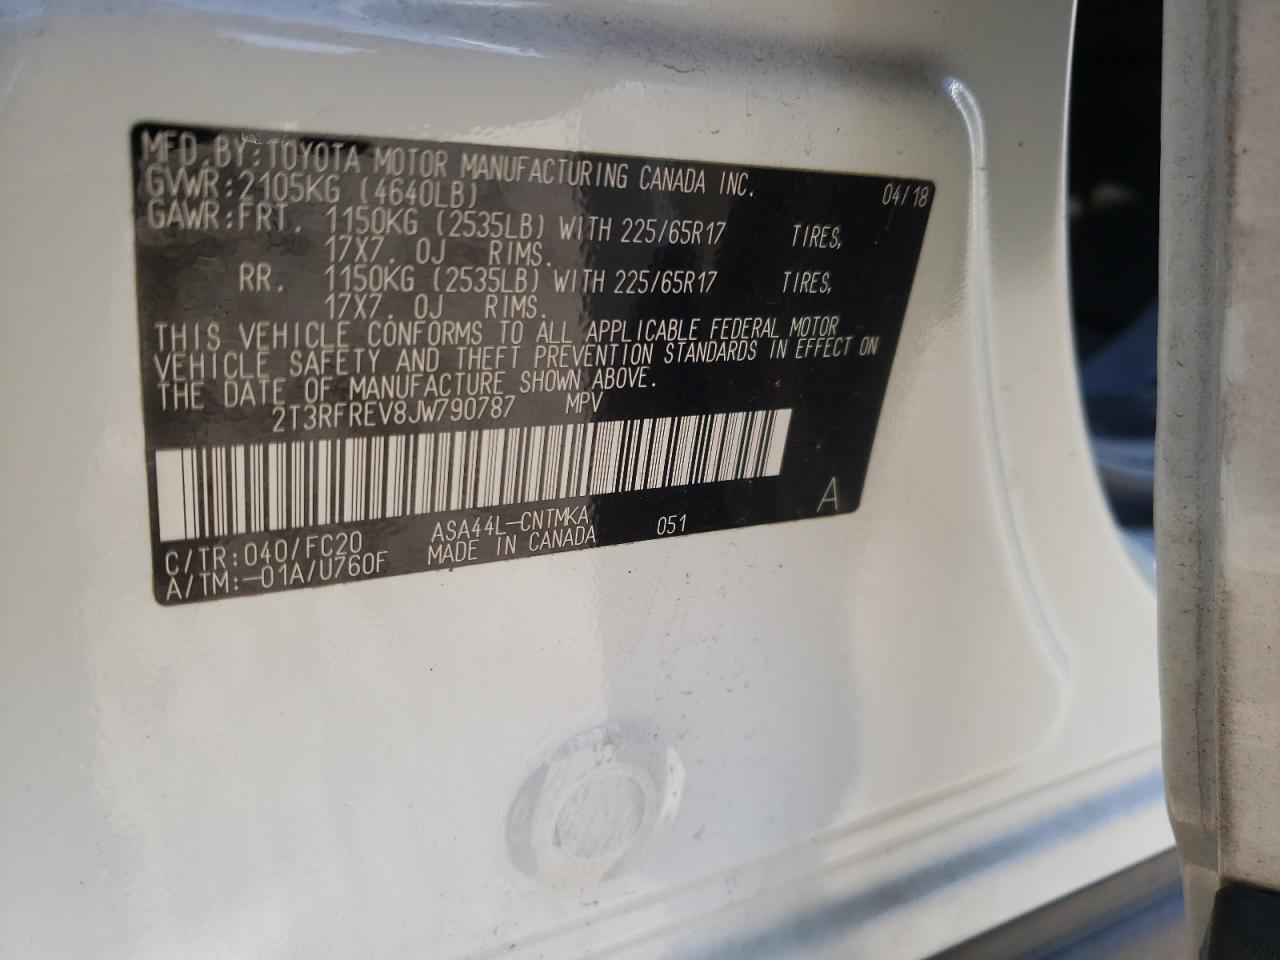 MFD.BY:TOYOTA MOTOR MANUFACTURING CANADA INC. 04/18
GVWR:2105KG (4640LB)
GAWR:FRT. 1150KG (2535LB) WITH 225/65R17 TIRES,
17X7.0J RIMS.
RR. 1150KG (2535LB) WITH 225/65R17 TIRES,
17X7.0J RIMS.
THIS VEHICLE CONFORMS TO ALL APPLICABLE FEDERAL MOTOR
VEHICLE SAFETY AND THEFT PREVENTION STANDARDS IN EFFECT ON
THE DATE OF MANUFACTURE SHOWN ABOVE.
2T3RFREV8JW790787 MPV
A
C/TR:040/FC20 ASA44L-CNTMKA 051
A/TM:-01A/U760F MADE IN CANADA